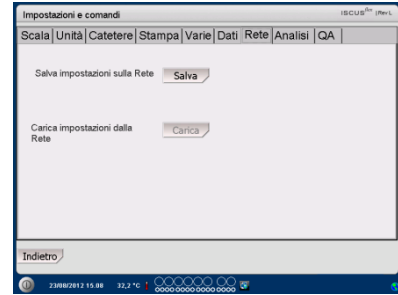 Impostazioni e comandi
Scala Unità Catetere Stampa Varie Dati Rete Analisi QA
Salva impostazioni sulla Rete Salva
Carica impostazioni dalla Rete Carica
Indietro
23/08/2012 15.08 32,2 °C